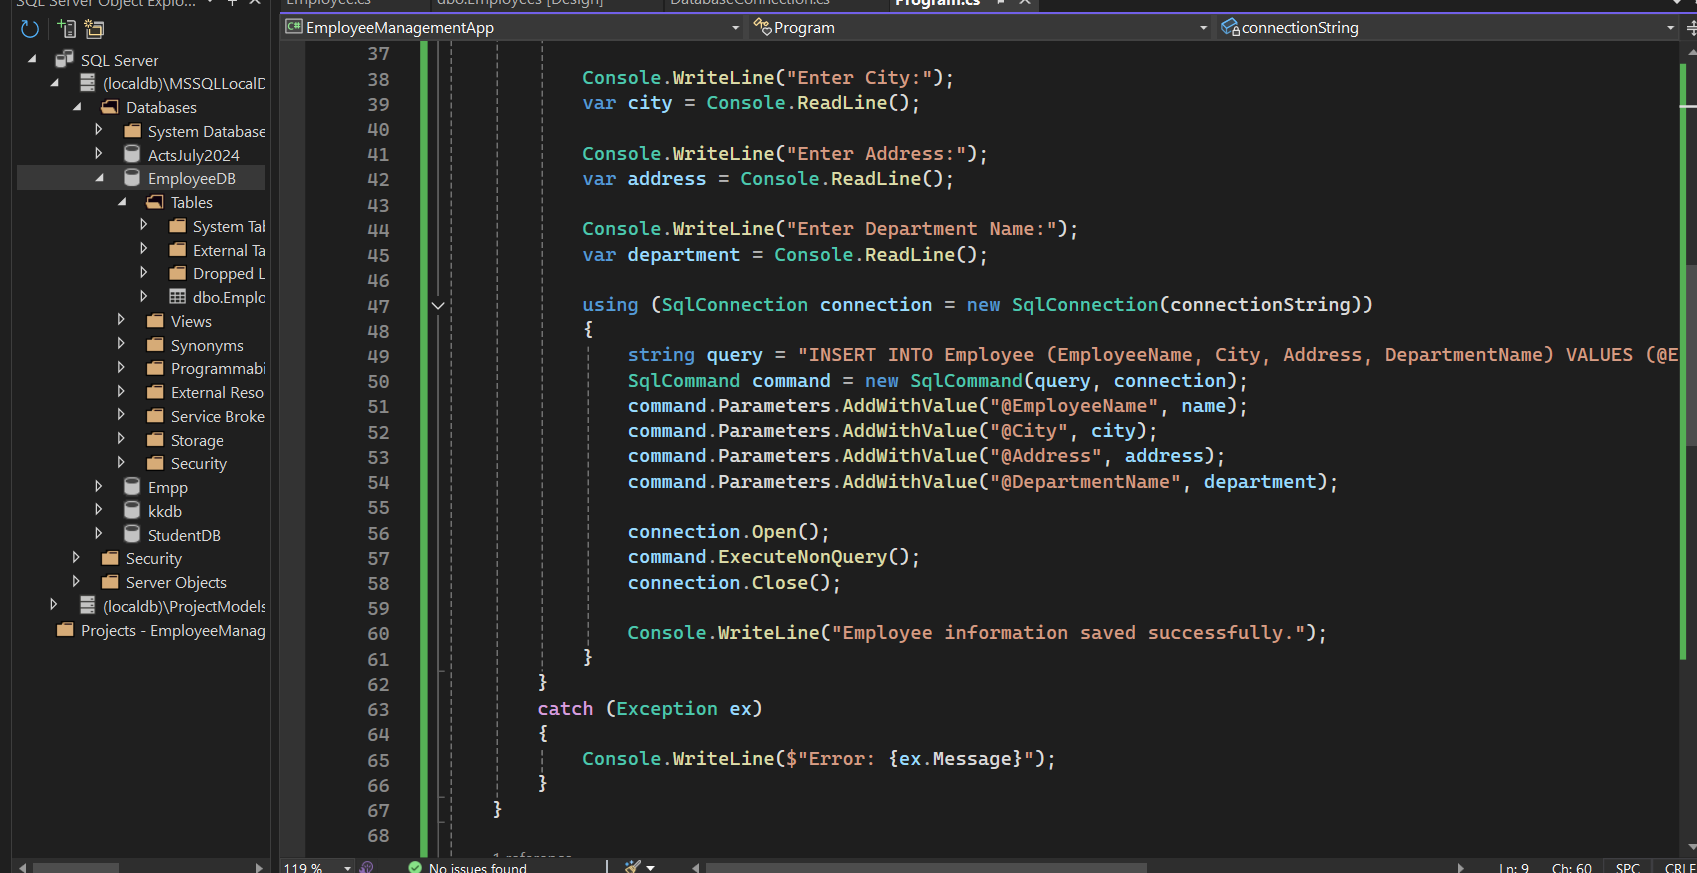 SQL Server Object Explo...
Employee.cs
dbo.Employees [Design]
DatabaseConnection.cs
Program.cs
EmployeeManagementApp
Program
connectionString
SQL Server
(localdb)\MSSQLLocalD
Databases
System Database
ActsJuly2024
EmployeeDB
Tables
System Tal
External Ta
Dropped L
dbo.Emplo
Views
Synonyms
Programmabi
External Reso
Service Broke
Storage
Security
Empp
kkdb
StudentDB
Security
Server Objects
(localdb)\ProjectModels
Projects - EmployeeManag
37
38 Console.WriteLine("Enter City:");
39 var city = Console.ReadLine();
40
41 Console.WriteLine("Enter Address:");
42 var address = Console.ReadLine();
43
44 Console.WriteLine("Enter Department Name:");
45 var department = Console.ReadLine();
46
47 using (SqlConnection connection = new SqlConnection(connectionString))
48 {
49 string query = "INSERT INTO Employee (EmployeeName, City, Address, DepartmentName) VALUES (@E
50 SqlCommand command = new SqlCommand(query, connection);
51 command.Parameters.AddWithValue("@EmployeeName", name);
52 command.Parameters.AddWithValue("@City", city);
53 command.Parameters.AddWithValue("@Address", address);
54 command.Parameters.AddWithValue("@DepartmentName", department);
55
56 connection.Open();
57 command.ExecuteNonQuery();
58 connection.Close();
59
60 Console.WriteLine("Employee information saved successfully.");
61 }
62 }
63 catch (Exception ex)
64 {
65 Console.WriteLine($"Error: {ex.Message}");
66 }
67 }
68
1 reference
119 %
No issues found
Ln: 9
Ch: 60
SPC
CRLF